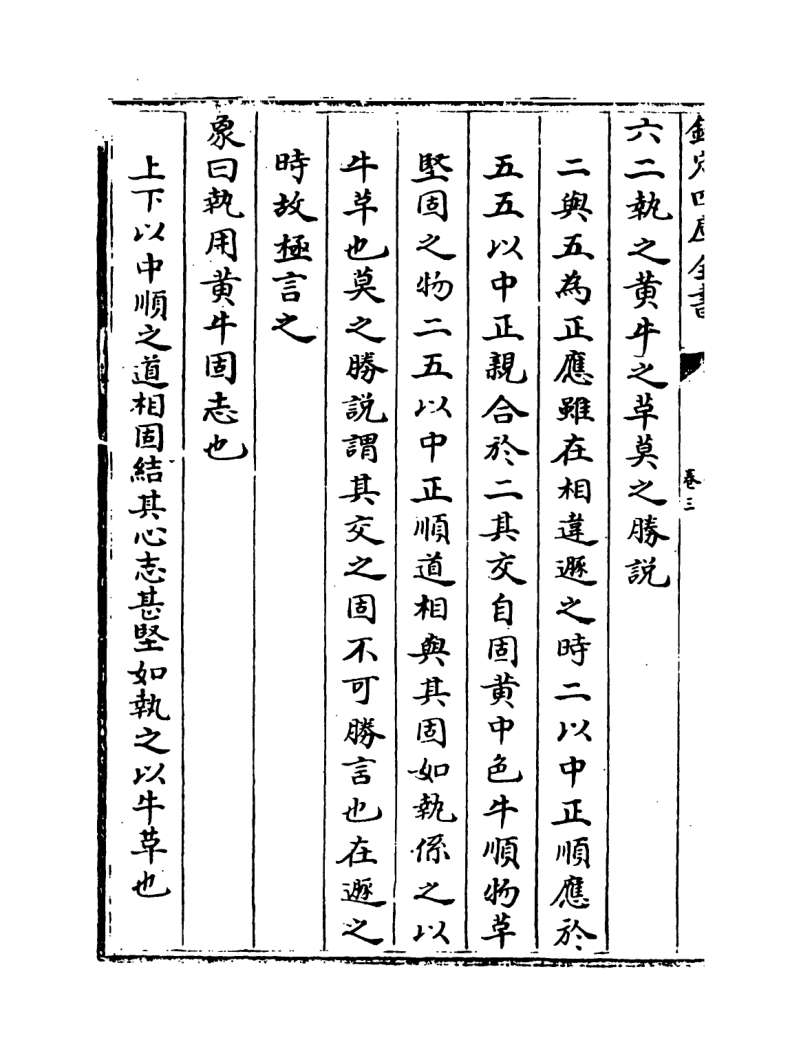 欽定四庫全書 卷三
六二執之黄牛之革莫之勝説
二與五為正應雖在相違遯之時二以中正順應於
五五以中正親合於二其交自固黄中色牛順物革
堅固之物二五以中正順道相與其固如執係之以
牛革也莫之勝説謂其交之固不可勝言也在遯之
時故極言之
象曰執用黄牛固志也
上下以中順之道相固結其心志甚堅如執之以牛革也